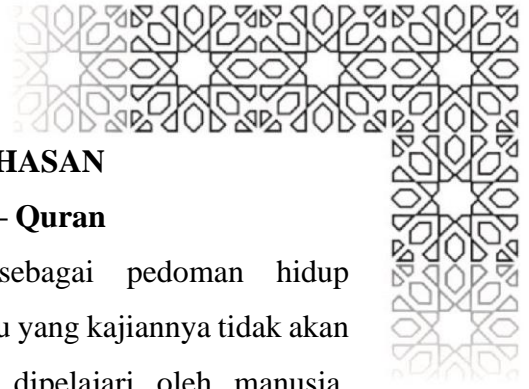 HASAN
– Quran
sebagai pedoman hidup
u yang kajiannya tidak akan
dipelajari oleh manusia.